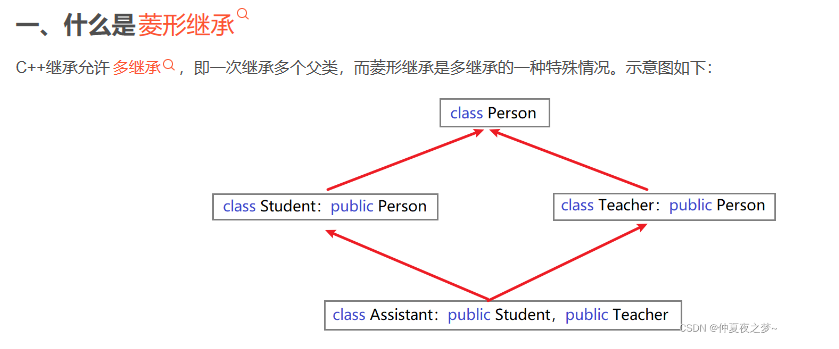 一、什么是菱形继承
C++继承允许多继承，即一次继承多个父类，而菱形继承是多继承的一种特殊情况。示意图如下：
class Person
class Student：public Person
class Teacher：public Person
class Assistant：public Student，public Teacher
CSDN @仲夏夜之梦~